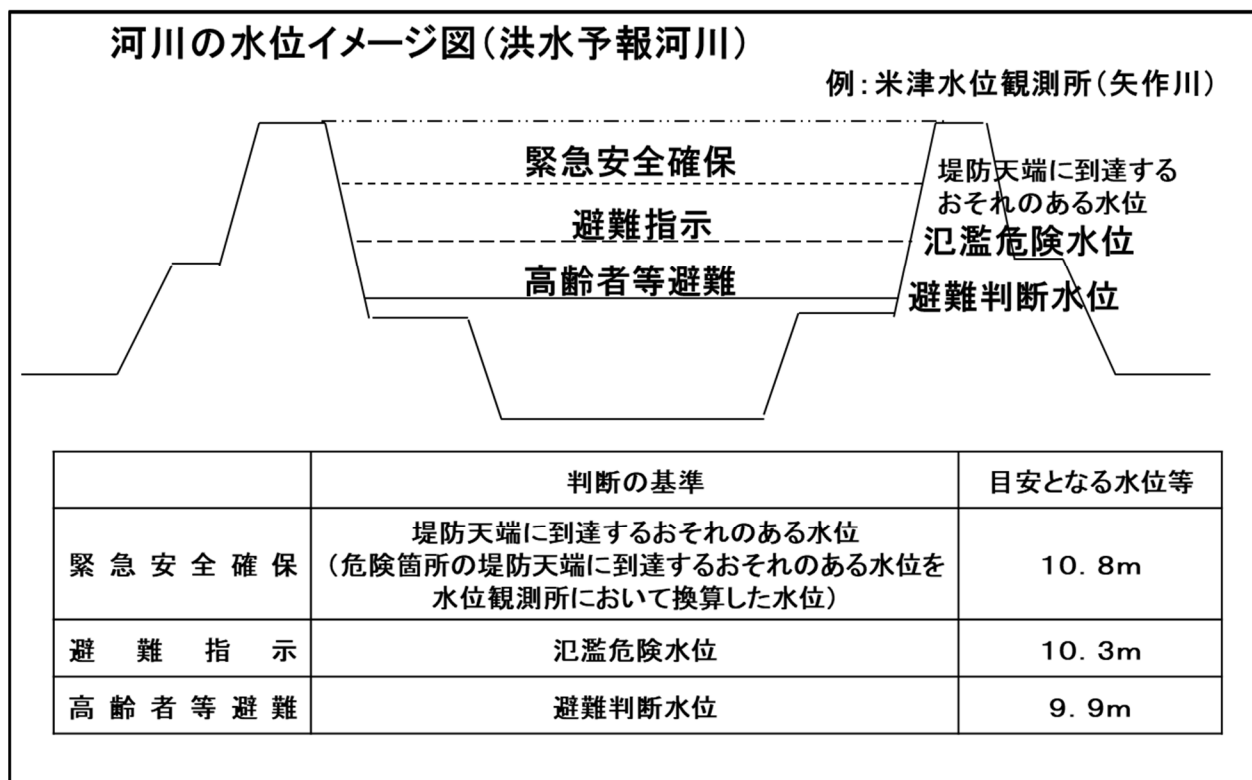 河川の水位イメージ図(洪水予報河川)
例:米津水位観測所(矢作川)
緊急安全確保
堤防天端に到達する
おそれのある水位
避難指示
氾濫危険水位
高齢者等避難
避難判断水位
判断の基準
目安となる水位等
緊急安全確保
堤防天端に到達するおそれのある水位
(危険箇所の堤防天端に到達するおそれのある水位を
水位観測所において換算した水位)
10.8m
避難指示
氾濫危険水位
10.3m
高齢者等避難
避難判断水位
9.9m